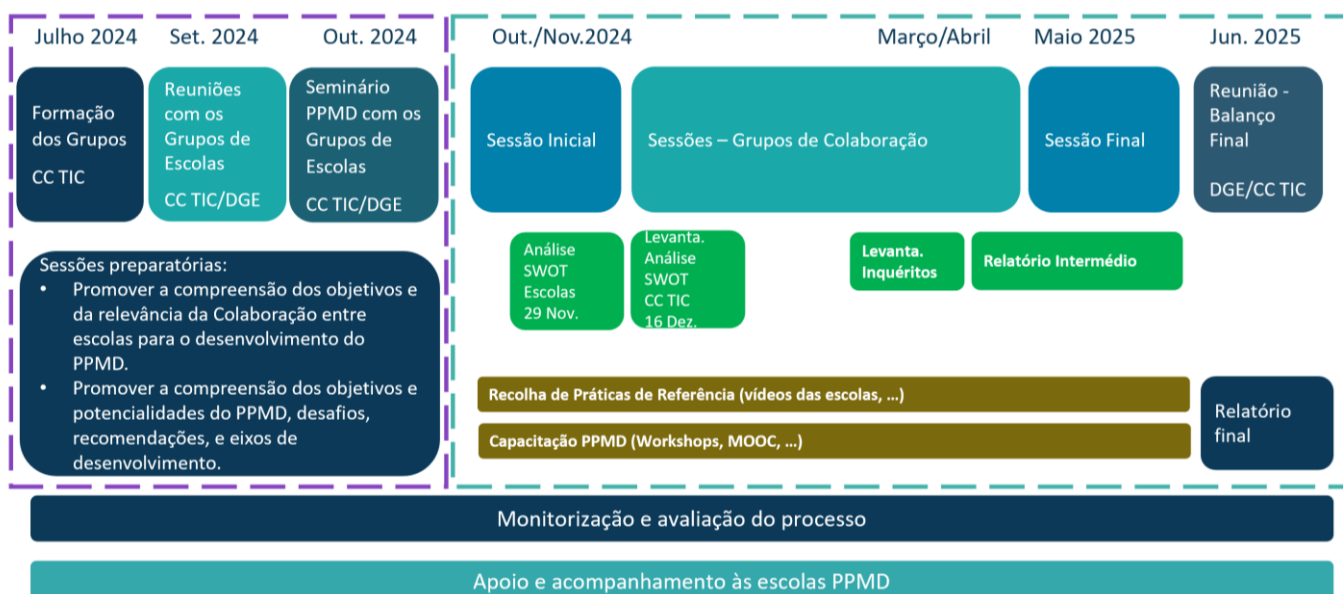 Julho 2024
Set. 2024
Out. 2024
Out./Nov.2024
Março/Abril
Maio 2025
Jun. 2025
Formação
dos Grupos
CC TIC
Reuniões
com os
Grupos de
Escolas
CC TIC/DGE
Seminário
PPMD com os
Grupos de
Escolas
CC TIC/DGE
Sessão Inicial
Sessões – Grupos de Colaboração
Sessão Final
Reunião -
Balanço
Final
DGE/CC TIC
Sessões preparatórias:
• Promover a compreensão dos objetivos e
da relevância da Colaboração entre
escolas para o desenvolvimento do
PPMD.
• Promover a compreensão dos objetivos e
potencialidades do PPMD, desafios,
recomendações, e eixos de
desenvolvimento.
Análise
SWOT
Escolas
29 Nov.
Levanta.
Análise
SWOT
CC TIC
16 Dez.
Levanta.
Inquéritos
Relatório Intermédio
Recolha de Práticas de Referência (vídeos das escolas, ...)
Capacitação PPMD (Workshops, MOOC, ...)
Relatório
final
Monitorização e avaliação do processo
Apoio e acompanhamento às escolas PPMD